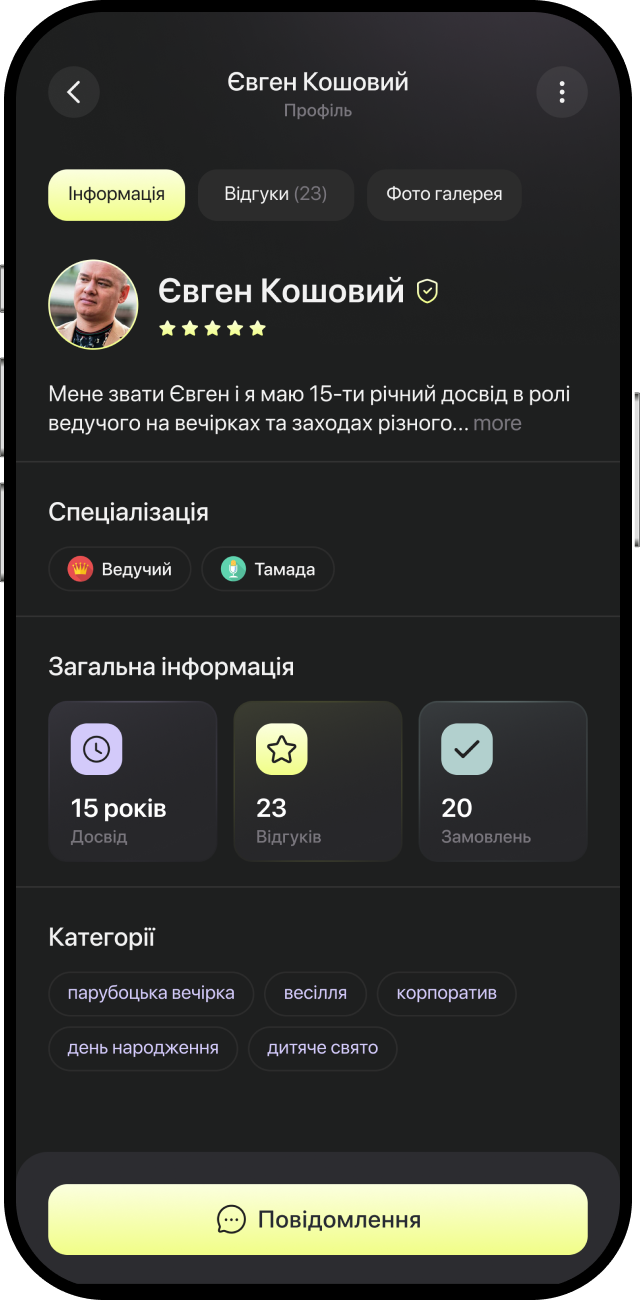 Євген Кошовий
Профіль
Інформація
Відгуки (23)
Фото галерея
Євген Кошовий
Мене звати Євген і я маю 15-ти річний досвід в ролі
ведучого на вечірках та заходах різного... more
Спеціалізація
Ведучий
Тамада
Загальна інформація
15 років
Досвід
23
Відгуків
20
Замовлень
Категорії
парубоцька вечірка
весілля
корпоратив
день народження
дитяче свято
Повідомлення